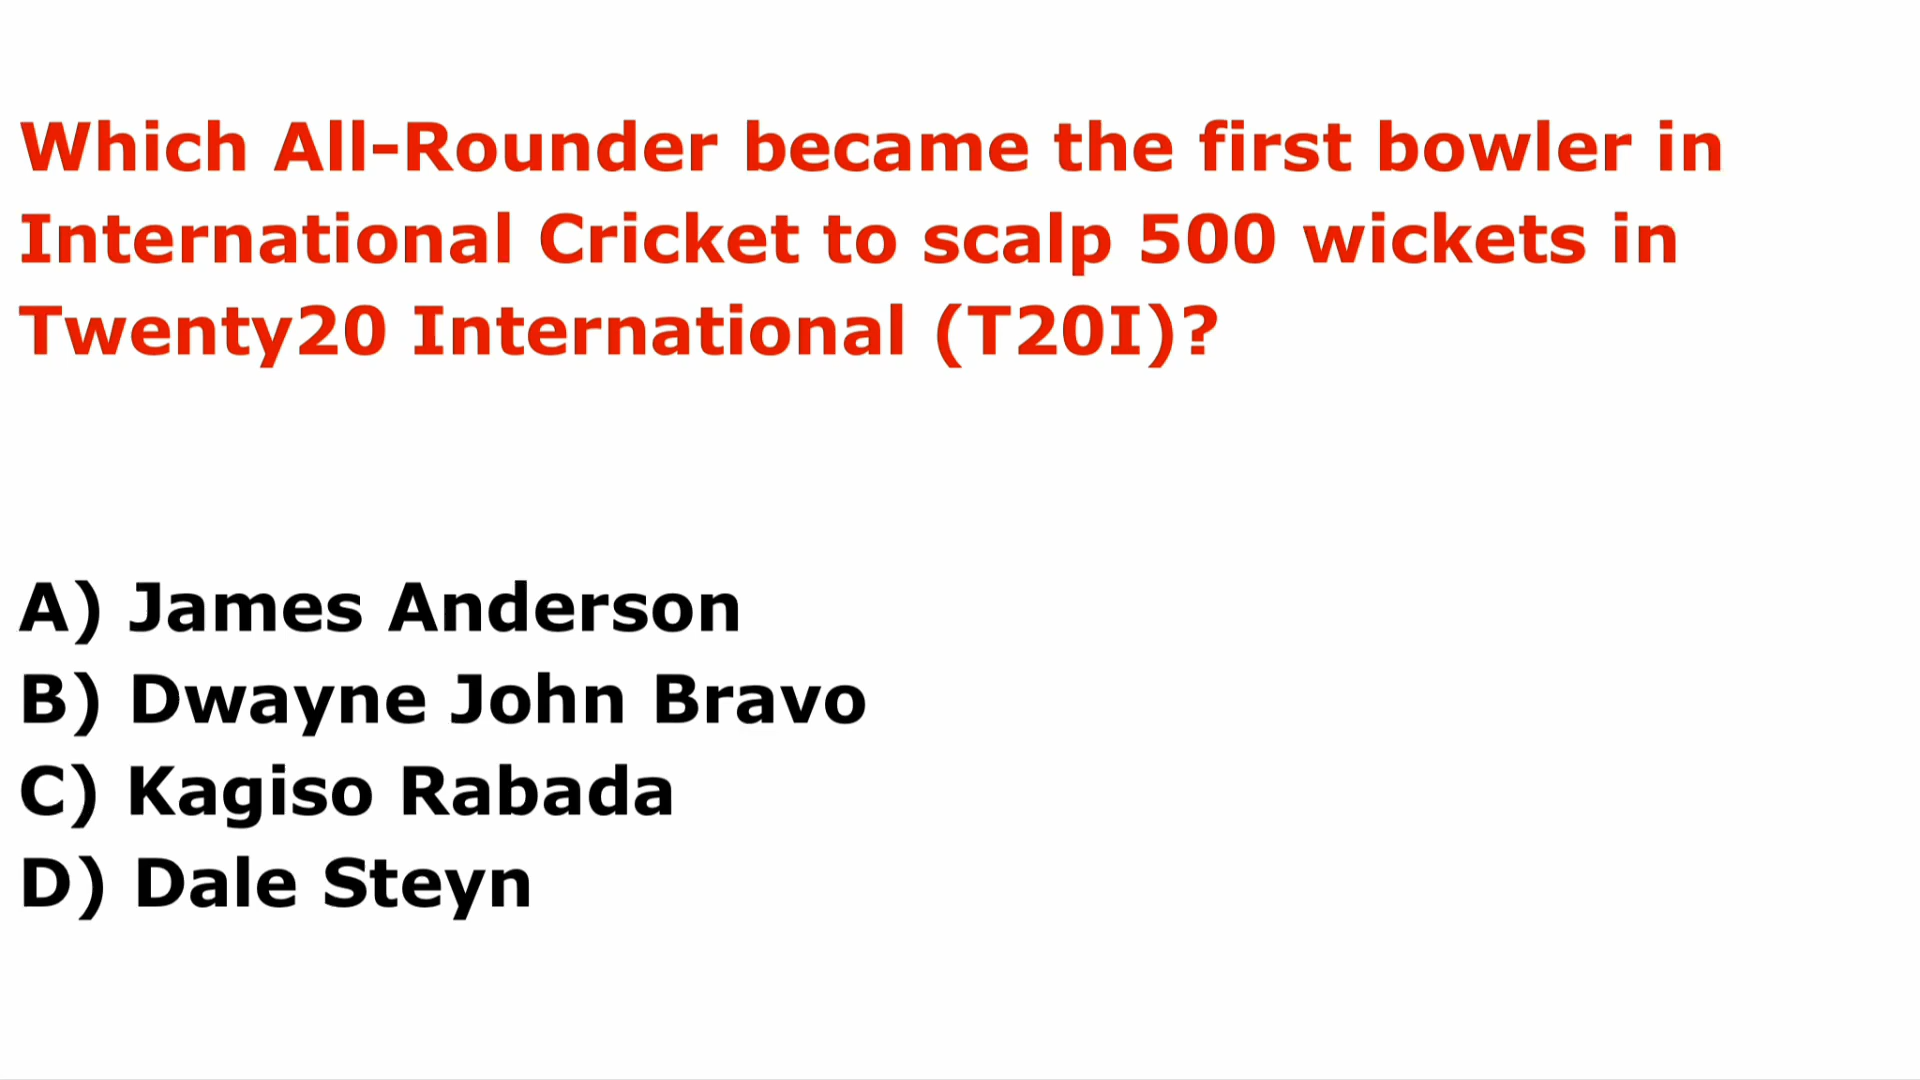 Which All-Rounder became the first bowler in
International Cricket to scalp 500 wickets in
Twenty20 International (T20I)?
A) James Anderson
B) Dwayne John Bravo
C) Kagiso Rabada
D) Dale Steyn